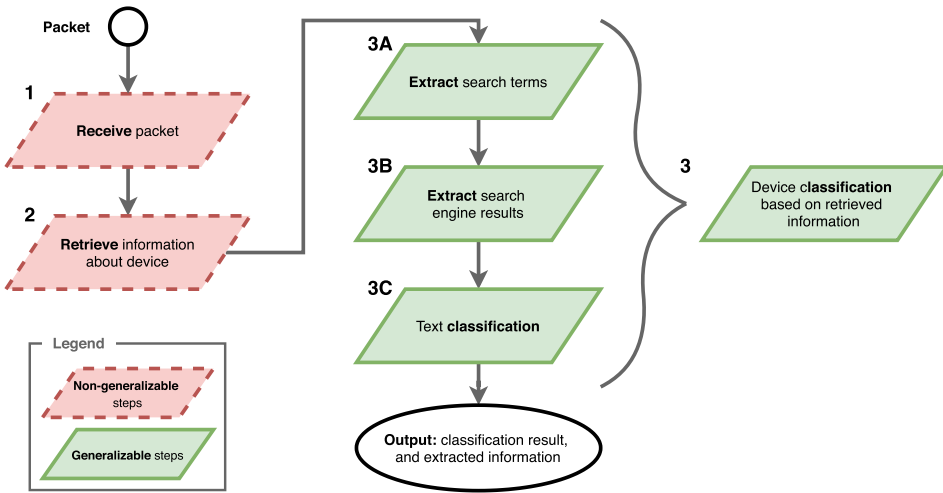 Packet
1
Receive packet
2
Retrieve information
about device
3A
Extract search terms
3B
Extract search
engine results
3C
Text classification
Output: classification result,
and extracted information
3
Device classification
based on retrieved
information
Legend
Non-generalizable
steps
Generalizable steps